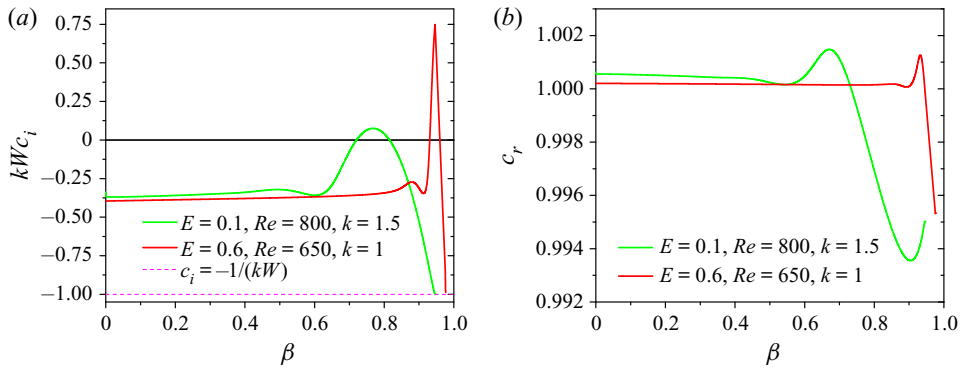 (a)
0.75
0.50
0.25
0
−0.25
−0.50
−0.75
−1.00
kWc_i
E = 0.1, Re = 800, k = 1.5
E = 0.6, Re = 650, k = 1
c_i = −1/(kW)
0 0.2 0.4 0.6 0.8 1.0
β
(b)
1.002
1.000
0.998
0.996
0.994
0.992
c_r
E = 0.1, Re = 800, k = 1.5
E = 0.6, Re = 650, k = 1
0 0.2 0.4 0.6 0.8 1.0
β